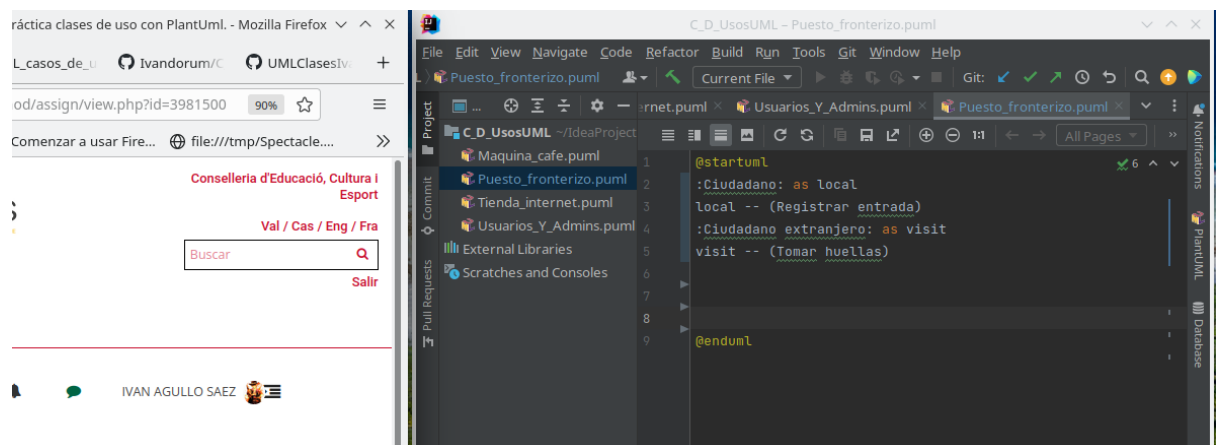 ráctica clases de uso con PlantUml. - Mozilla Firefox
L_casos_de_u Ivandorum/C UMLClasesIv
od/assign/view.php?id=3981500 90%
Comenzar a usar Fire... file:///tmp/Spectacle....
Conselleria d'Educació, Cultura i
Esport
Val / Cas / Eng / Fra
Buscar
Salir
IVAN AGULLO SAEZ
C_D_UsosUML – Puesto_fronterizo.puml
File Edit View Navigate Code Refactor Build Run Tools Git Window Help
Puesto_fronterizo.puml Current File Git:
Project
... rnet.puml Usuarios_Y_Admins.puml Puesto_fronterizo.puml
C_D_UsosUML ~/IdeaProject
1:1 All Pages
Maquina_cafe.puml
Puesto_fronterizo.puml
Tienda_internet.puml
Usuarios_Y_Admins.puml
External Libraries
Scratches and Consoles
Commit
Pull Requests
1 @startuml
6
2 :Ciudadano: as local
3 local -- (Registrar entrada)
4 :Ciudadano extranjero: as visit
5 visit -- (Tomar huellas)
6
7
8
9 @enduml
Notifications
PlantUML
Database